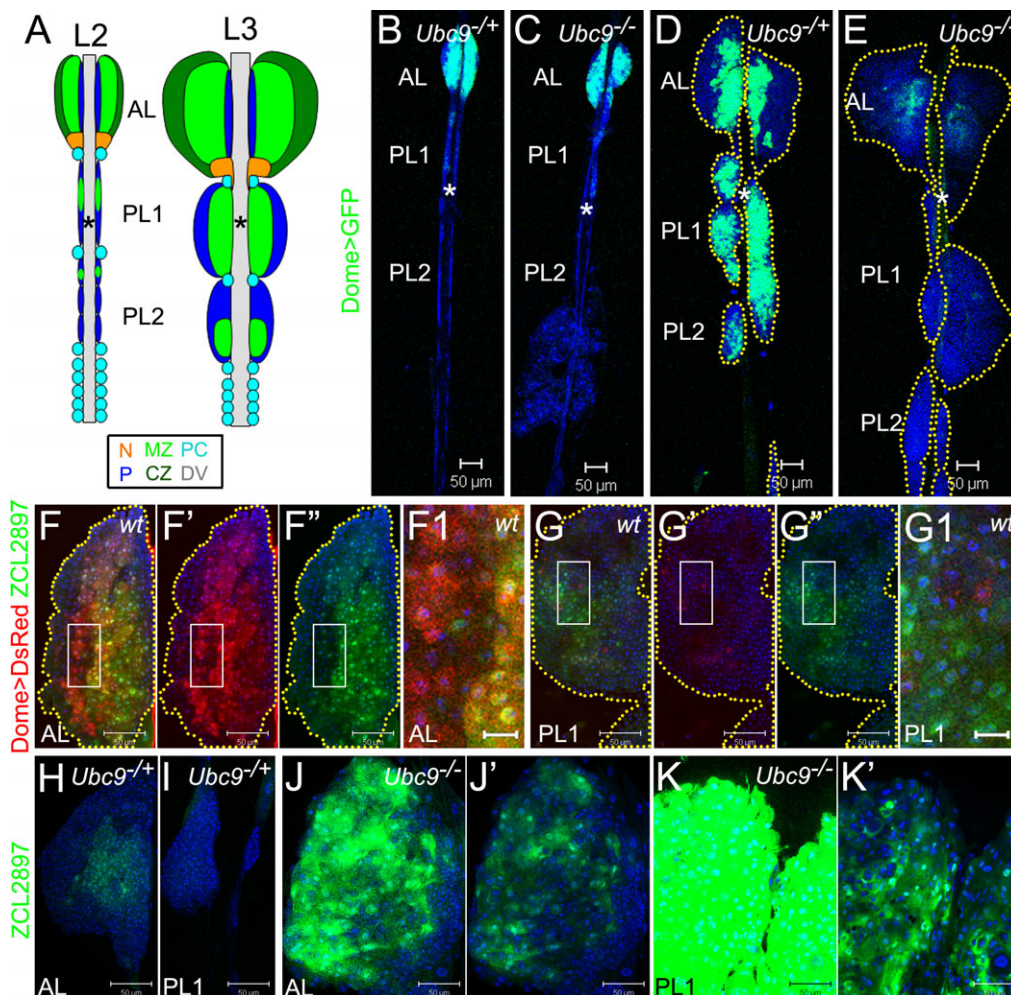 A
L2
L3
AL
PL1
PL2
*
*
N MZ PC
P CZ DV
Dome>GFP
B Ubc9-/+
AL
PL1
*
PL2
50 µm
C Ubc9-/-
AL
PL1
*
PL2
50 µm
D Ubc9-/+
AL
*
PL1
PL2
50 µm
E Ubc9-/-
AL
*
PL1
PL2
50 µm
Dome>DsRed ZCL2897
F wt
AL
50 µm
F'
50 µm
F"
50 µm
F1 wt
AL
G wt
PL1
50 µm
G'
50 µm
G"
50 µm
G1 wt
PL1
ZCL2897
H Ubc9-/+
AL
50 µm
I Ubc9-/+
PL1
50 µm
J Ubc9-/-
AL
50 µm
J'
50 µm
K Ubc9-/-
PL1
50 µm
K'
50 µm